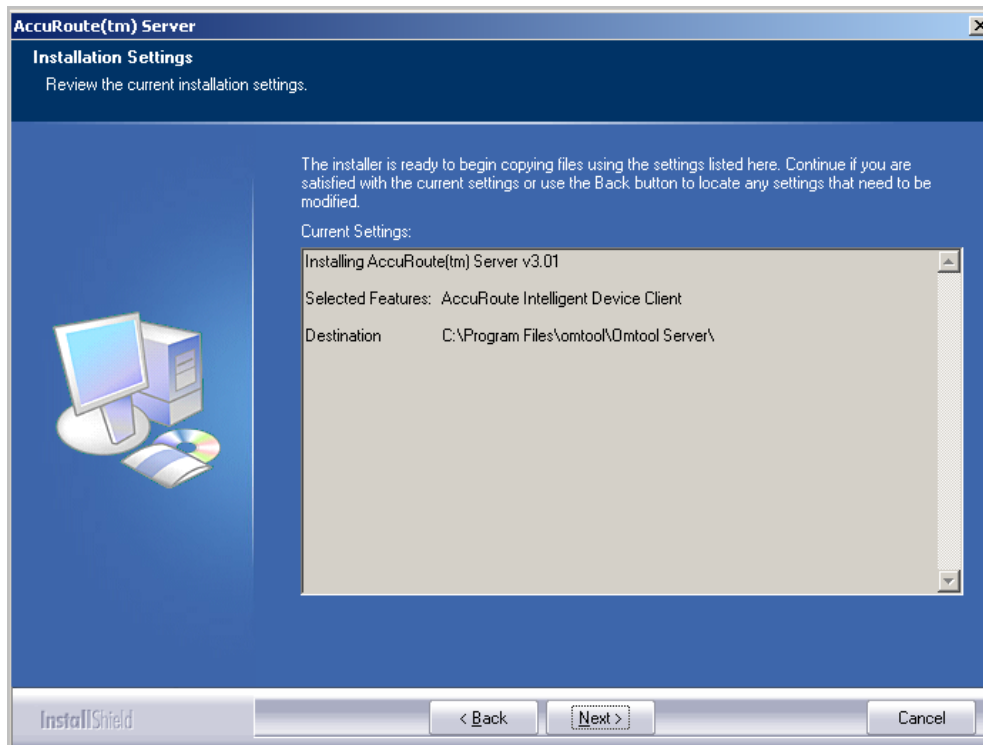 AccuRoute(tm) Server
Installation Settings
Review the current installation settings.
The installer is ready to begin copying files using the settings listed here. Continue if you are
satisfied with the current settings or use the Back button to locate any settings that need to be
modified.
Current Settings:
Installing AccuRoute(tm) Server v3.01
Selected Features: AccuRoute Intelligent Device Client
Destination C:\Program Files\omtool\Omtool Server\
InstallShield
< Back
Next >
Cancel